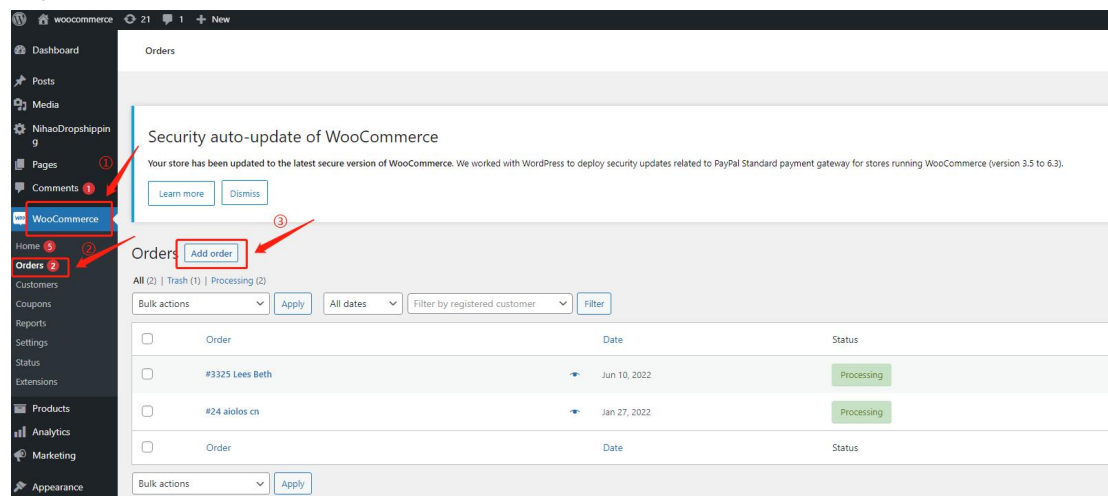 woocommerce 21 1 + New
Dashboard
Posts
Media
NihaoDropshippin
g
Pages
Comments 1
WooCommerce
Home 5
Orders 2
Customers
Coupons
Reports
Settings
Status
Extensions
Products
Analytics
Marketing
Appearance
①
②
③
Orders
Security auto-update of WooCommerce
Your store has been updated to the latest secure version of WooCommerce. We worked with WordPress to deploy security updates related to PayPal Standard payment gateway for stores running WooCommerce (version 3.5 to 6.3).
Learn more Dismiss
Orders Add order
All (2) | Trash (1) | Processing (2)
Bulk actions Apply All dates Filter by registered customer Filter
Order Date Status
#3325 Lees Beth Jun 10, 2022 Processing
#24 aiolos cn Jan 27, 2022 Processing
Order Date Status
Bulk actions Apply